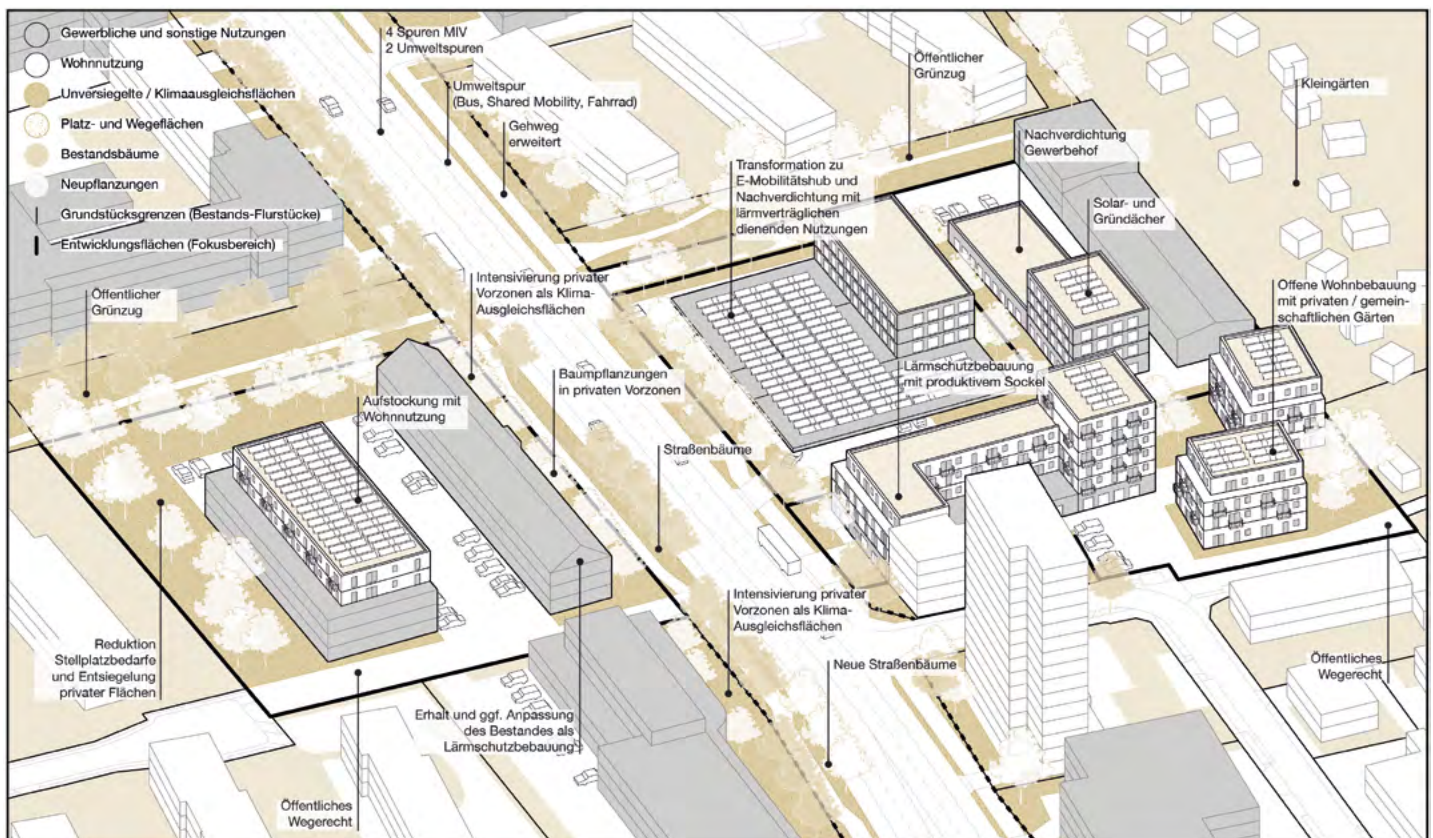 Gewerbliche und sonstige Nutzungen
Wohnnutzung
Unversiegelte / Klimaausgleichsflächen
Platz- und Wegeflächen
Bestandsbäume
Neupflanzungen
Grundstücksgrenzen (Bestands-Flurstücke)
Entwicklungsflächen (Fokusbereich)
4 Spuren MIV
2 Umweltspuren
Umweltspur
(Bus, Shared Mobility, Fahrrad)
Gehweg
erweitert
Öffentlicher
Grünzug
Kleingärten
Nachverdichtung
Gewerbehof
Transformation zu
E-Mobilitätshub und
Nachverdichtung mit
lärmverträglichen
dienenden Nutzungen
Solar- und
Gründächer
Öffentlicher
Grünzug
Intensivierung privater
Vorzonen als Klima-
Ausgleichsflächen
Offene Wohnbebauung
mit privaten / gemein-
schaftlichen Gärten
Baumpflanzungen
in privaten Vorzonen
Lärmschutzbebauung
mit produktivem Sockel
Aufstockung mit
Wohnnutzung
Straßenbäume
Intensivierung privater
Vorzonen als Klima-
Ausgleichsflächen
Reduktion
Stellplatzbedarfe
und Entsiegelung
privater Flächen
Neue Straßenbäume
Öffentliches
Wegerecht
Erhalt und ggf. Anpassung
des Bestandes als
Lärmschutzbebauung
Öffentliches
Wegerecht